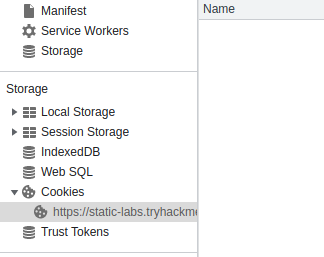 Manifest
Name
Service Workers
Storage
Storage
Local Storage
Session Storage
IndexedDB
Web SQL
Cookies
https://static-labs.tryhackme
Trust Tokens